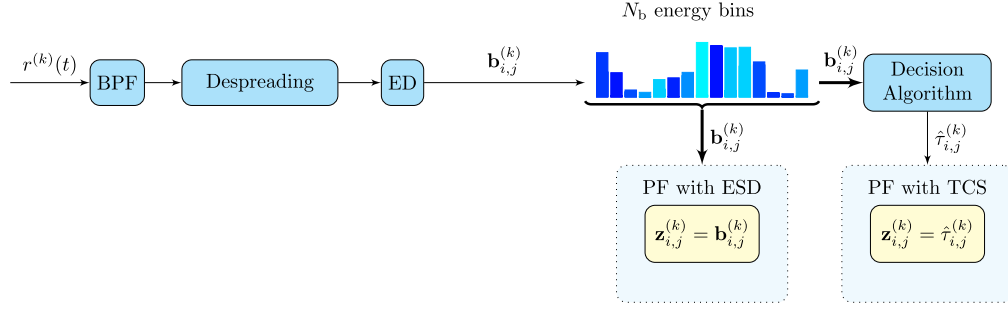 N_b energy bins
r^{(k)}(t)
BPF
Despreading
ED
b_{i,j}^{(k)}
b_{i,j}^{(k)}
Decision
Algorithm
b_{i,j}^{(k)}
τ̂_{i,j}^{(k)}
PF with ESD
z_{i,j}^{(k)} = b_{i,j}^{(k)}
PF with TCS
z_{i,j}^{(k)} = τ̂_{i,j}^{(k)}